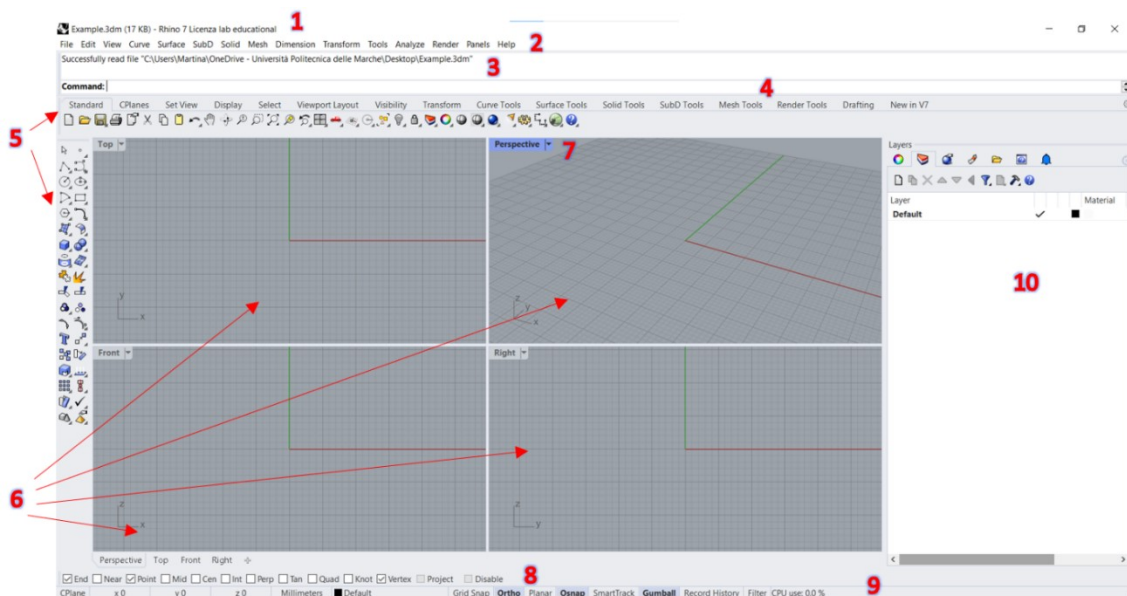 Example.3dm (17 KB) - Rhino 7 Licenza lab educational
1
File Edit View Curve Surface SubD Solid Mesh Dimension Transform Tools Analyze Render Panels Help
2
Successfully read file "C:\Users\Martina\OneDrive - Università Politecnica delle Marche\Desktop\Example.3dm"
3
Command:
4
Standard CPlanes Set View Display Select Viewport Layout Visibility Transform Curve Tools Surface Tools Solid Tools SubD Tools Mesh Tools Render Tools Drafting New in V7
5
Top
Perspective
7
Layers
Layer Material
Default
10
y
x
z
y
x
Front
Right
6
z
x
z
y
Perspective Top Front Right
End Near Point Mid Cen Int Perp Tan Quad Knot Vertex Project Disable
8
9
CPlane x 0 y 0 z 0 Millimeters Default Grid Snap Ortho Planar Osnap SmartTrack Gumball Record History Filter CPU use: 0.0 %